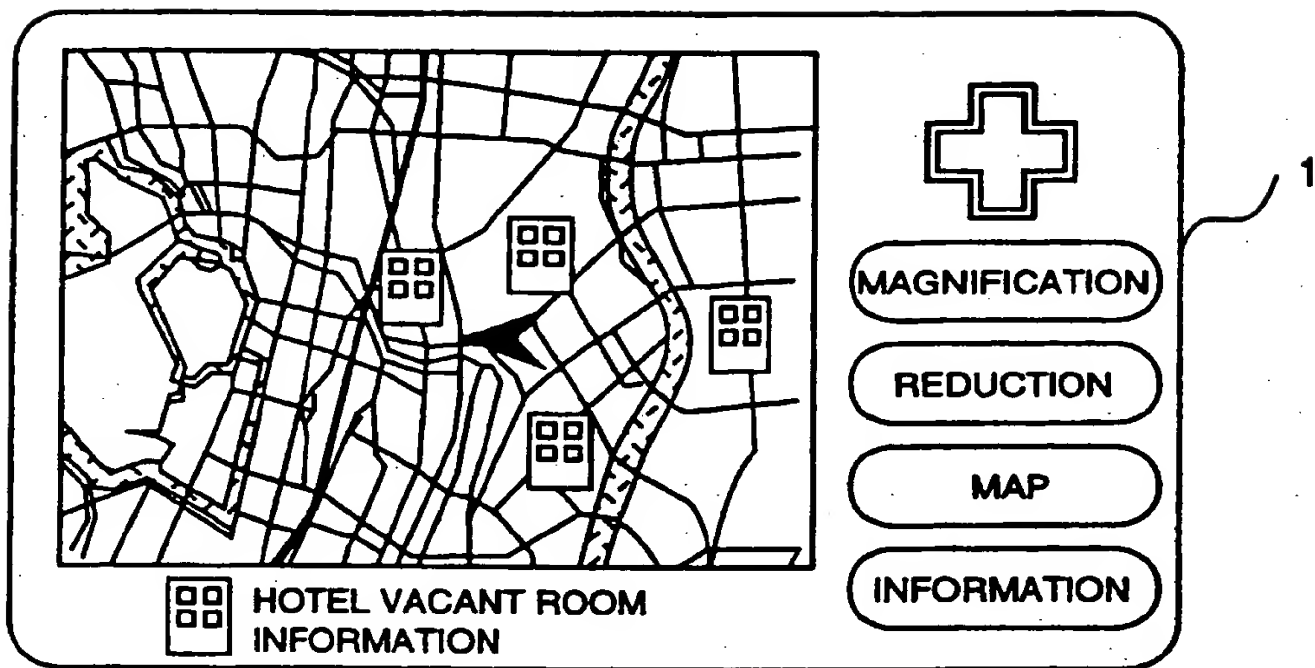 1
MAGNIFICATION
REDUCTION
MAP
INFORMATION
HOTEL VACANT ROOM
INFORMATION